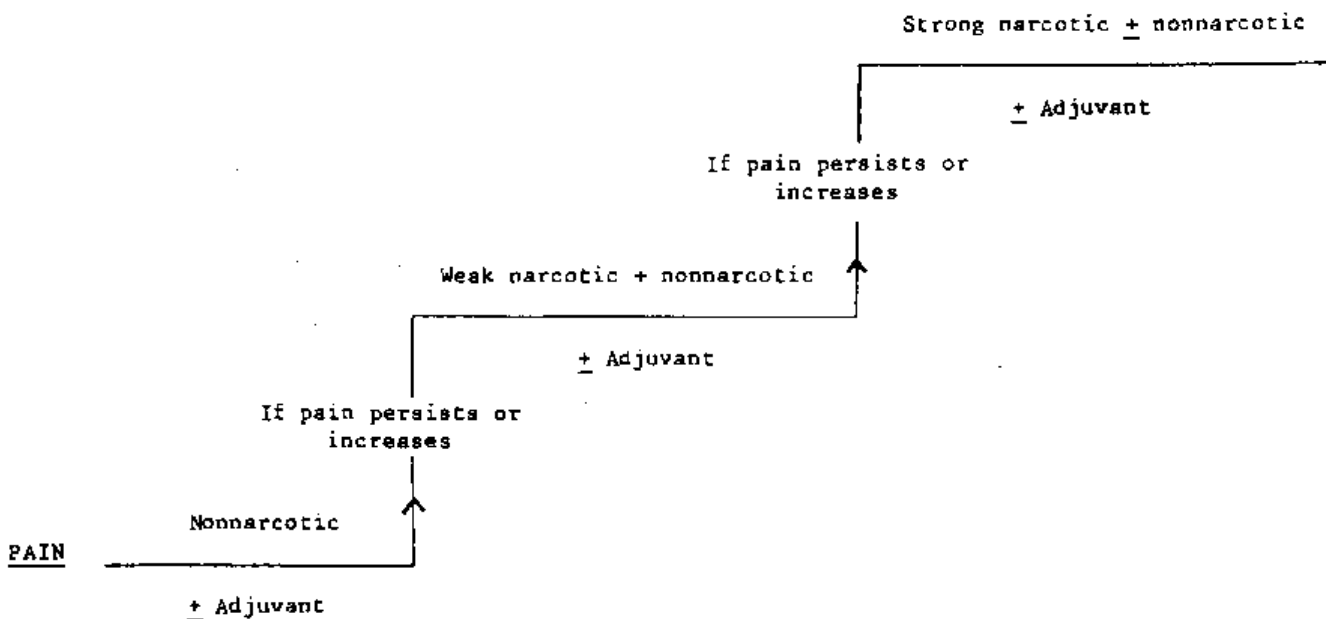 Strong narcotic ± nonnarcotic
± Adjuvant
If pain persists or
increases
Weak narcotic + nonnarcotic
± Adjuvant
If pain persists or
increases
Nonnarcotic
PAIN
± Adjuvant